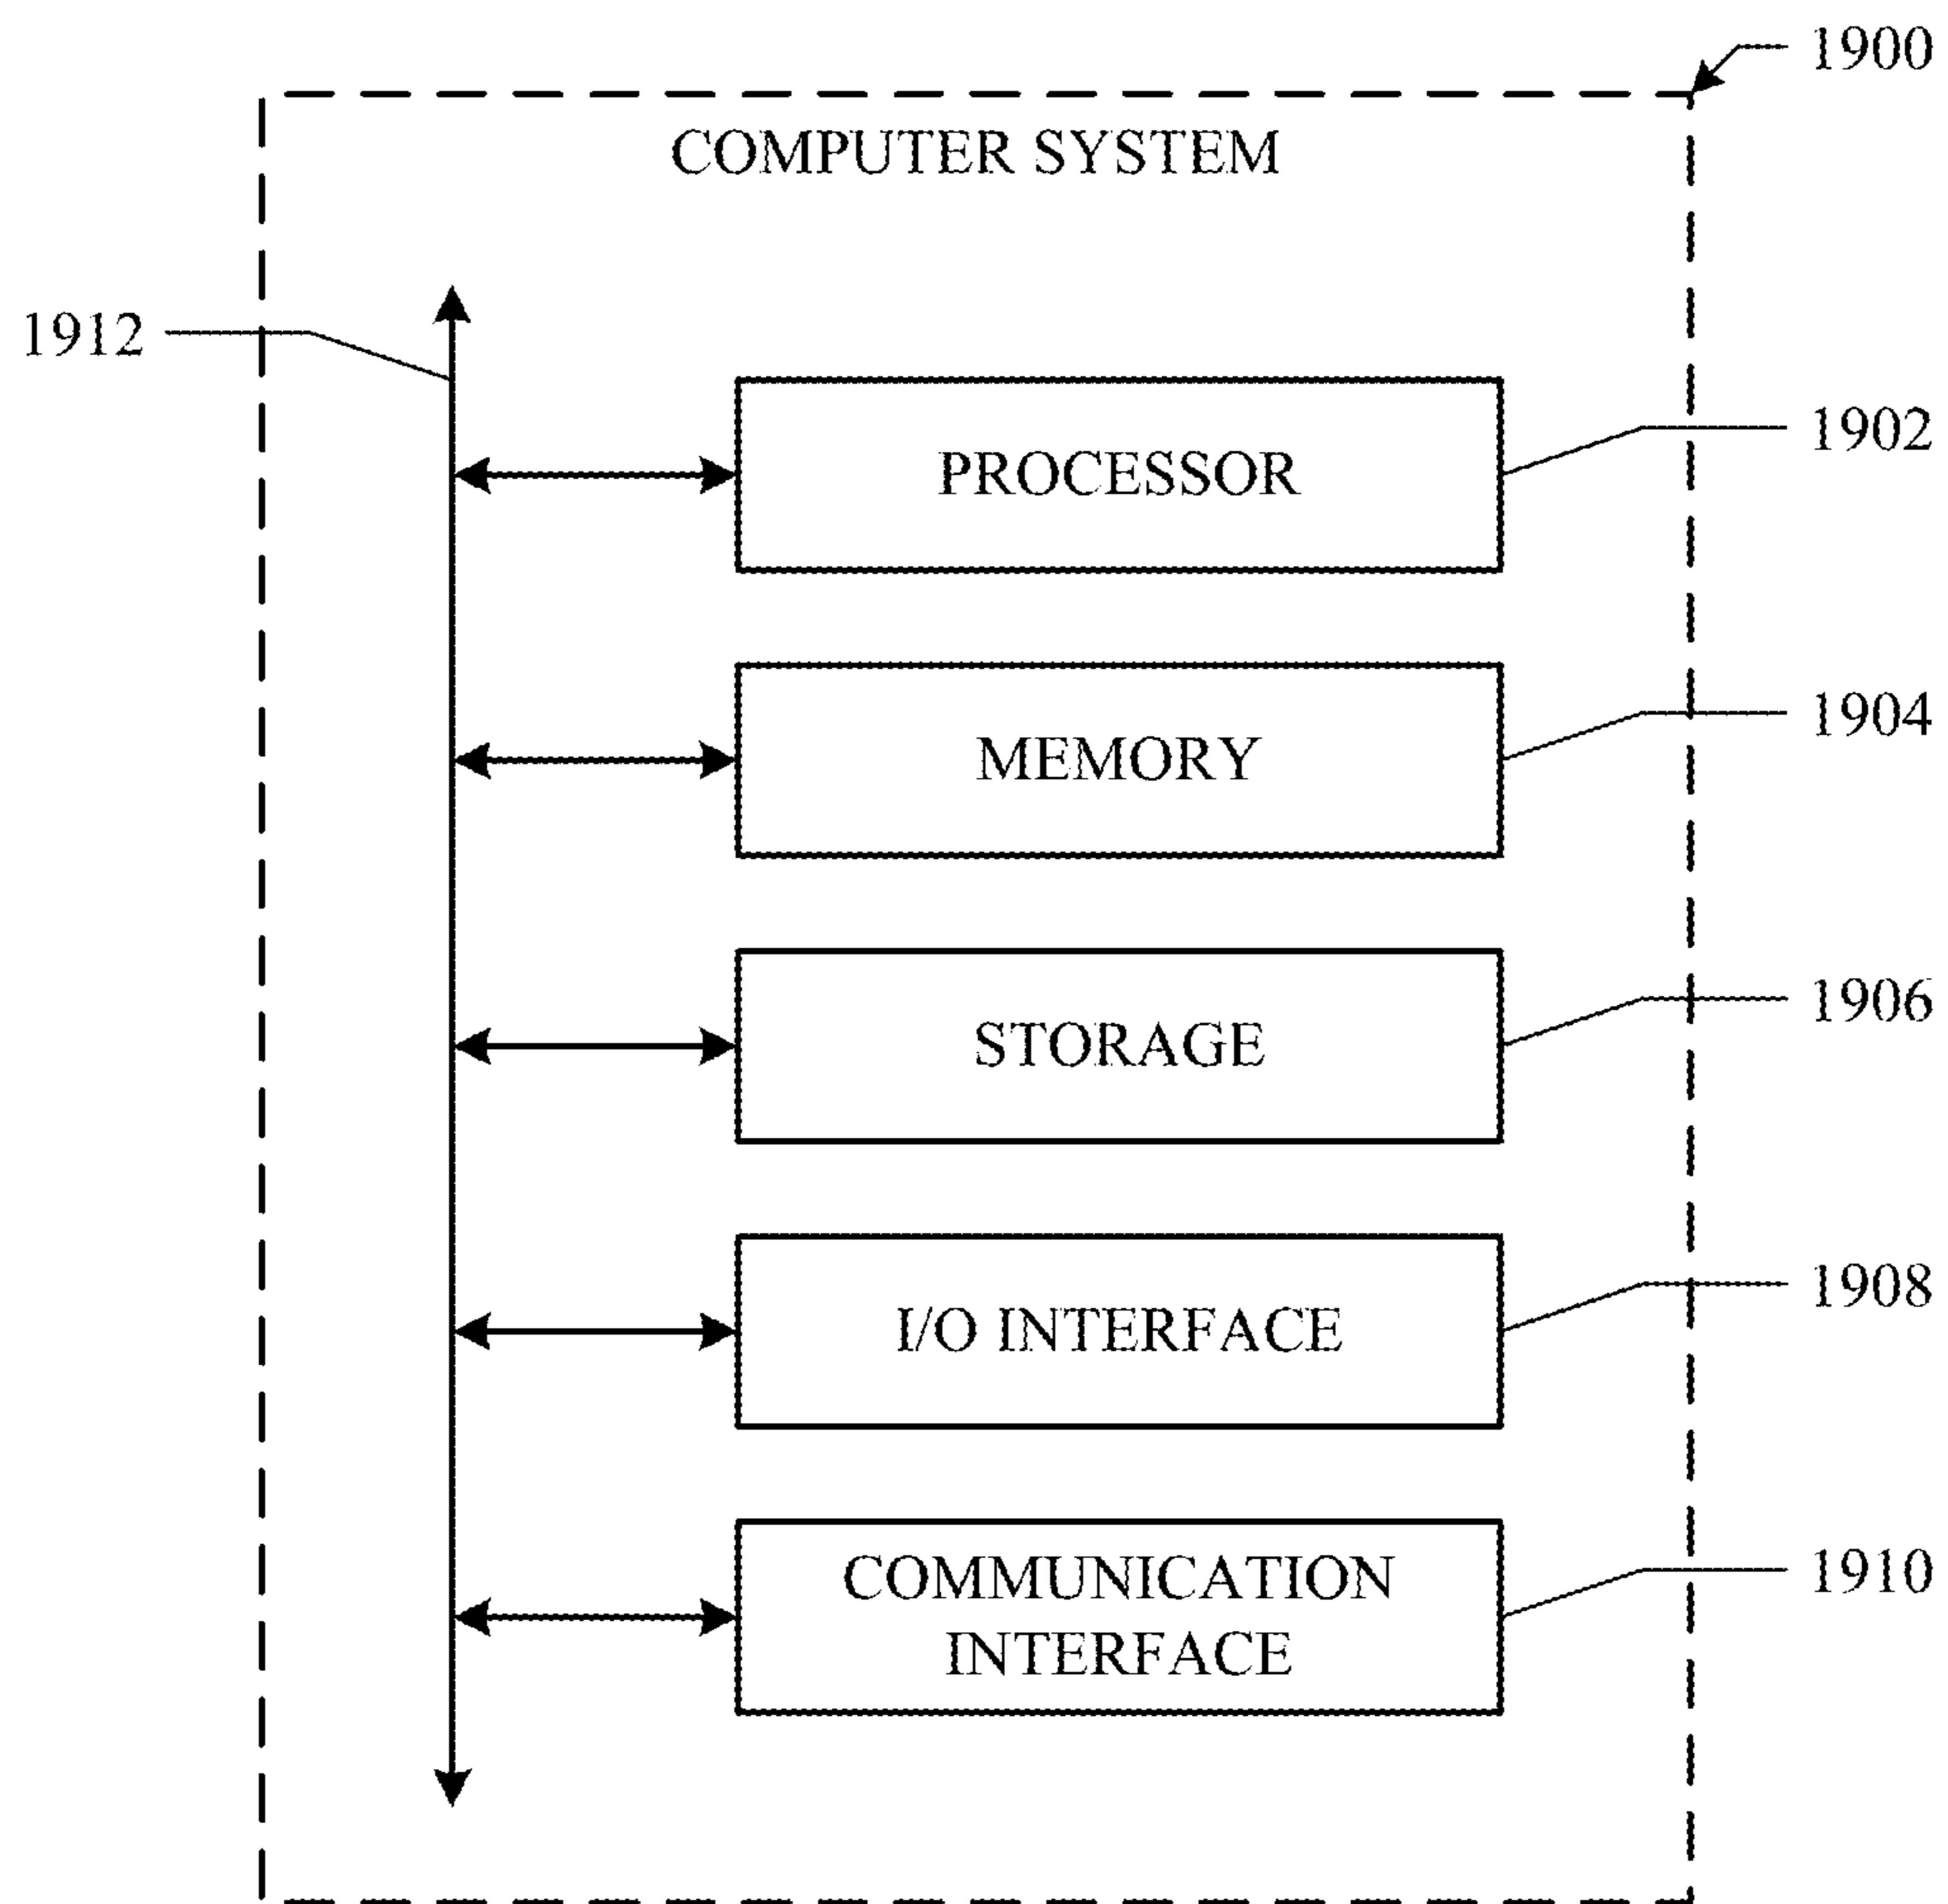 1900
COMPUTER SYSTEM
1912
PROCESSOR
1902
MEMORY
1904
STORAGE
1906
I/O INTERFACE
1908
COMMUNICATION
INTERFACE
1910